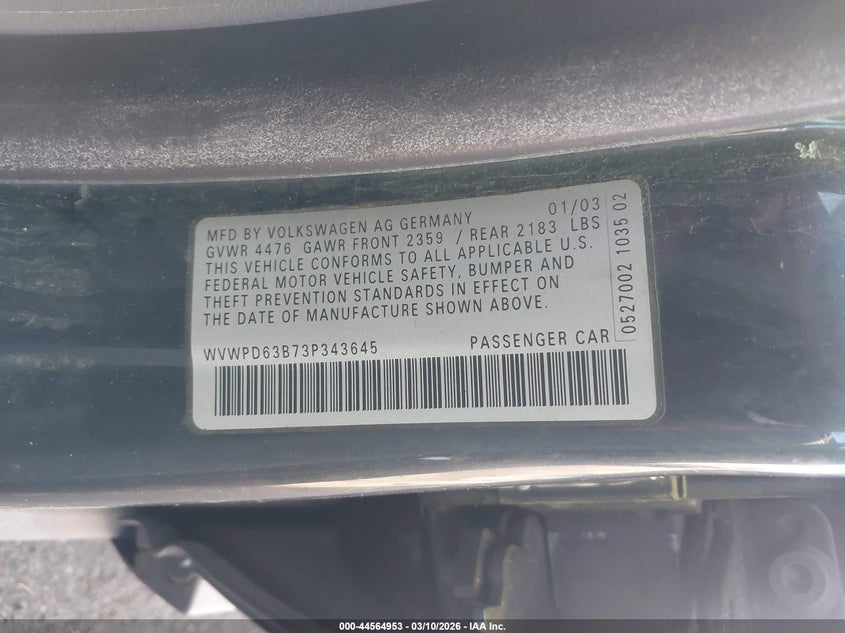 MFD BY VOLKSWAGEN AG GERMANY 01/03
GVWR 4476 GAWR FRONT 2359 / REAR 2183 LBS
THIS VEHICLE CONFORMS TO ALL APPLICABLE U.S.
FEDERAL MOTOR VEHICLE SAFETY, BUMPER AND
THEFT PREVENTION STANDARDS IN EFFECT ON
THE DATE OF MANUFACTURE SHOWN ABOVE.
WVWPD63B73P343645 PASSENGER CAR
0527002 1035 02
000-44564953 — 03/10/2026 — IAA Inc.